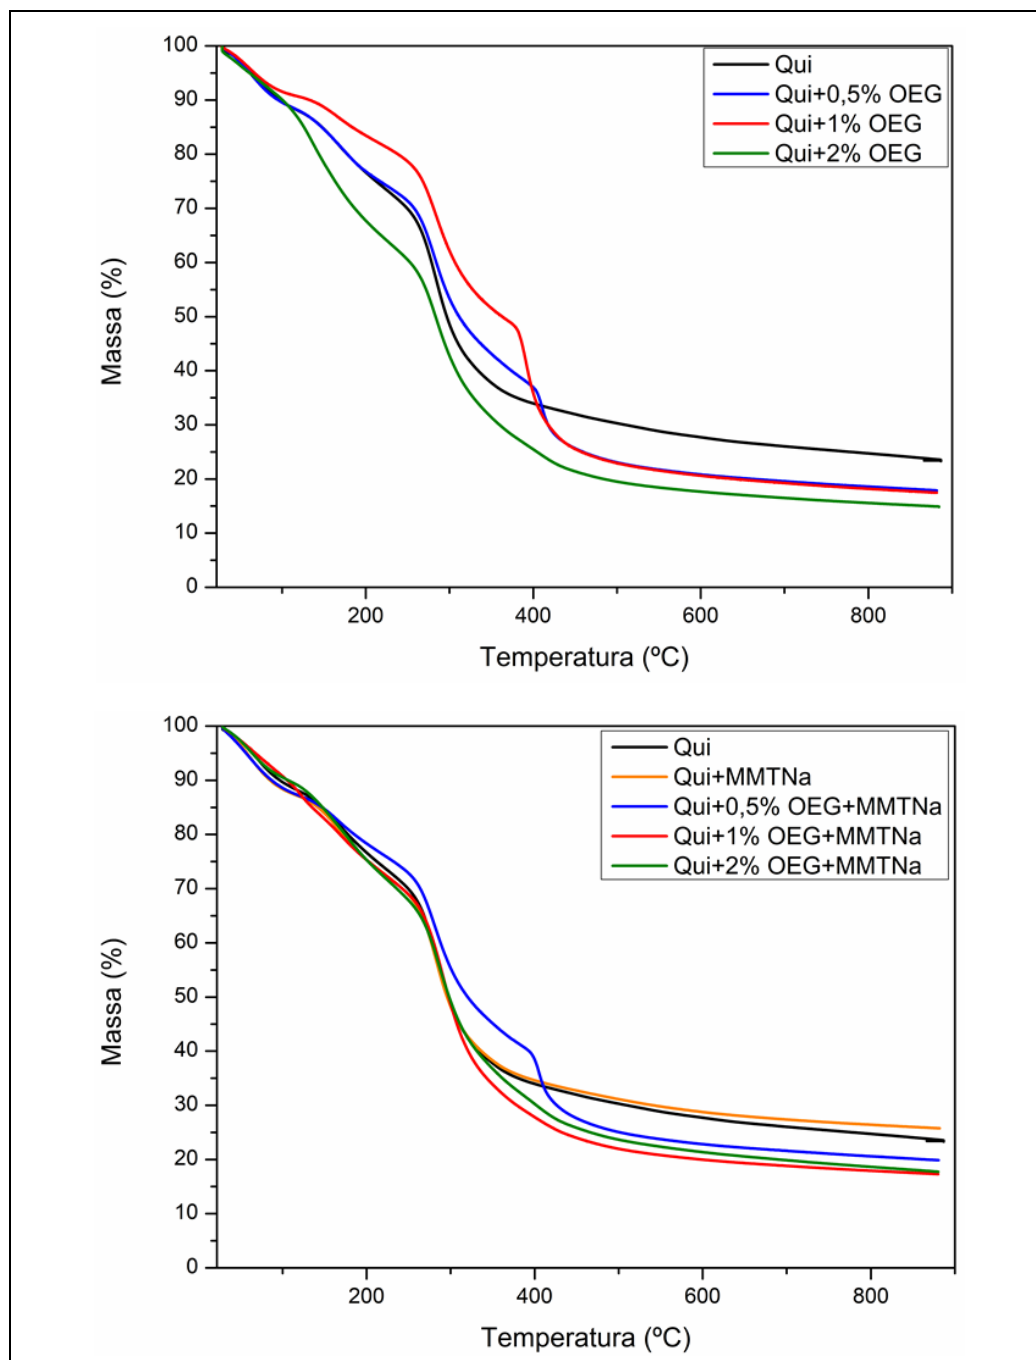 100
90
80
70
60
50
40
30
20
10
0
Massa (%)
Qui
Qui+0,5% OEG
Qui+1% OEG
Qui+2% OEG
200
400
600
800
Temperatura (ºC)
100
90
80
70
60
50
40
30
20
10
0
Massa (%)
Qui
Qui+MMTNa
Qui+0,5% OEG+MMTNa
Qui+1% OEG+MMTNa
Qui+2% OEG+MMTNa
200
400
600
800
Temperatura (ºC)